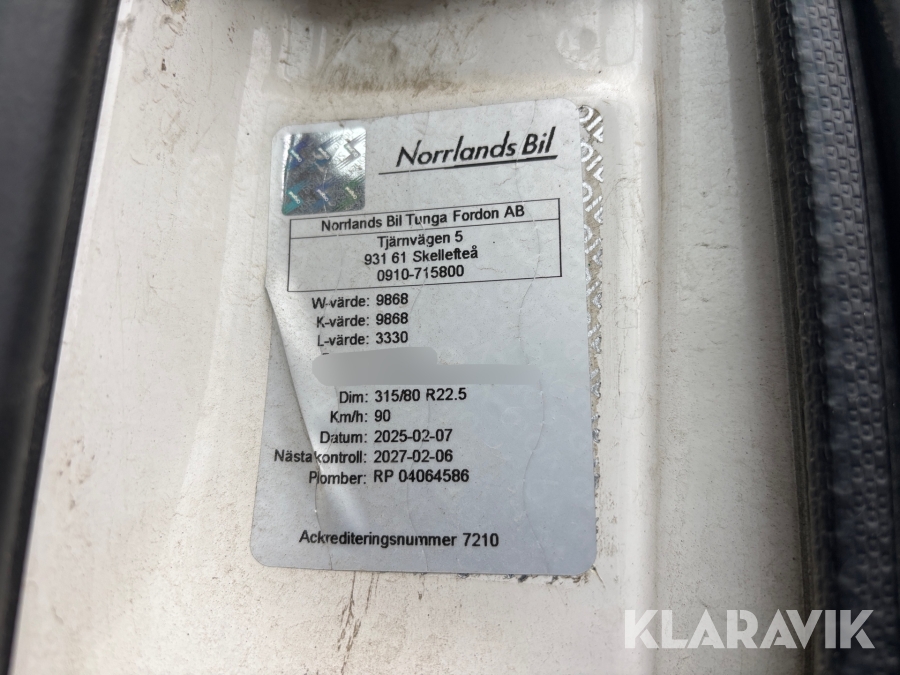 Norrlands Bil
Norrlands Bil Tunga Fordon AB
Tjärnvägen 5
931 61 Skellefteå
0910-715800
W-värde: 9868
K-värde: 9868
L-värde: 3330
Dim: 315/80 R22.5
Km/h: 90
Datum: 2025-02-07
Nästakontroll: 2027-02-06
Plomber: RP 04064586
Ackrediteringsnummer 7210
KLARAVIK